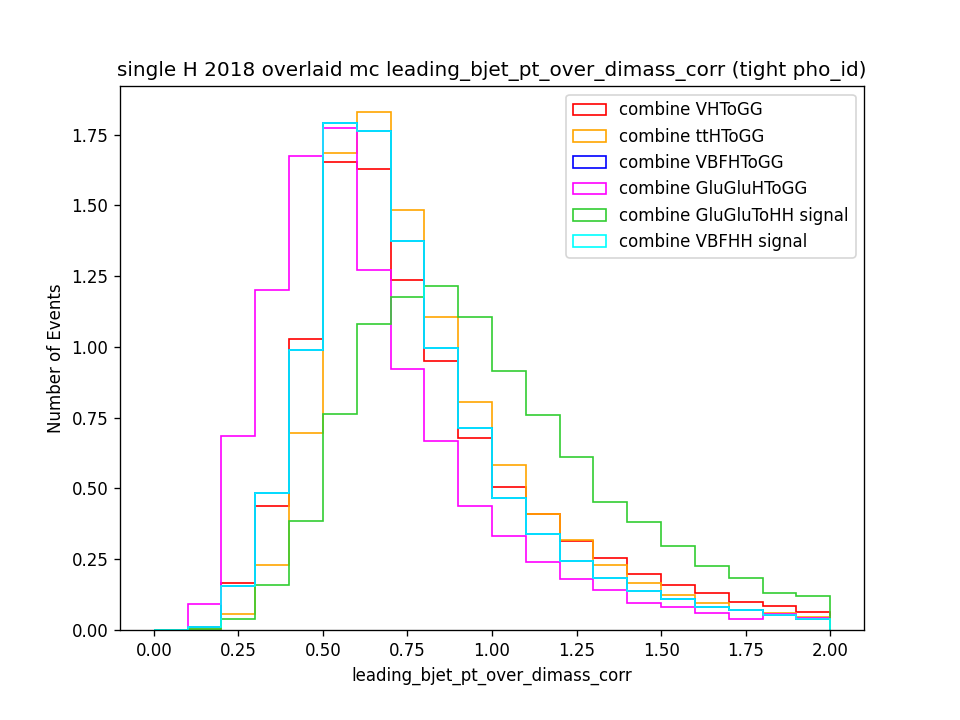 single H 2018 overlaid mc leading_bjet_pt_over_dimass_corr (tight pho_id)
combine VHToGG
combine ttHToGG
combine VBFHToGG
combine GluGluHToGG
combine GluGluToHH signal
combine VBFHH signal
Number of Events
1.75
1.50
1.25
1.00
0.75
0.50
0.25
0.00
0.00 0.25 0.50 0.75 1.00 1.25 1.50 1.75 2.00
leading_bjet_pt_over_dimass_corr